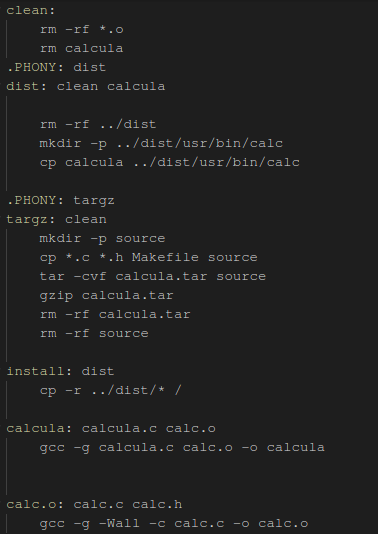 clean:
    rm -rf *.o
    rm calcula
.PHONY: dist
dist: clean calcula
    rm -rf ../dist
    mkdir -p ../dist/usr/bin/calc
    cp calcula ../dist/usr/bin/calc
.PHONY: targz
targz: clean
    mkdir -p source
    cp *.c *.h Makefile source
    tar -cvf calcula.tar source
    gzip calcula.tar
    rm -rf calcula.tar
    rm -rf source
install: dist
    cp -r ../dist/* /
calcula: calcula.c calc.o
    gcc -g calcula.c calc.o -o calcula
calc.o: calc.c calc.h
    gcc -g -Wall -c calc.c -o calc.o